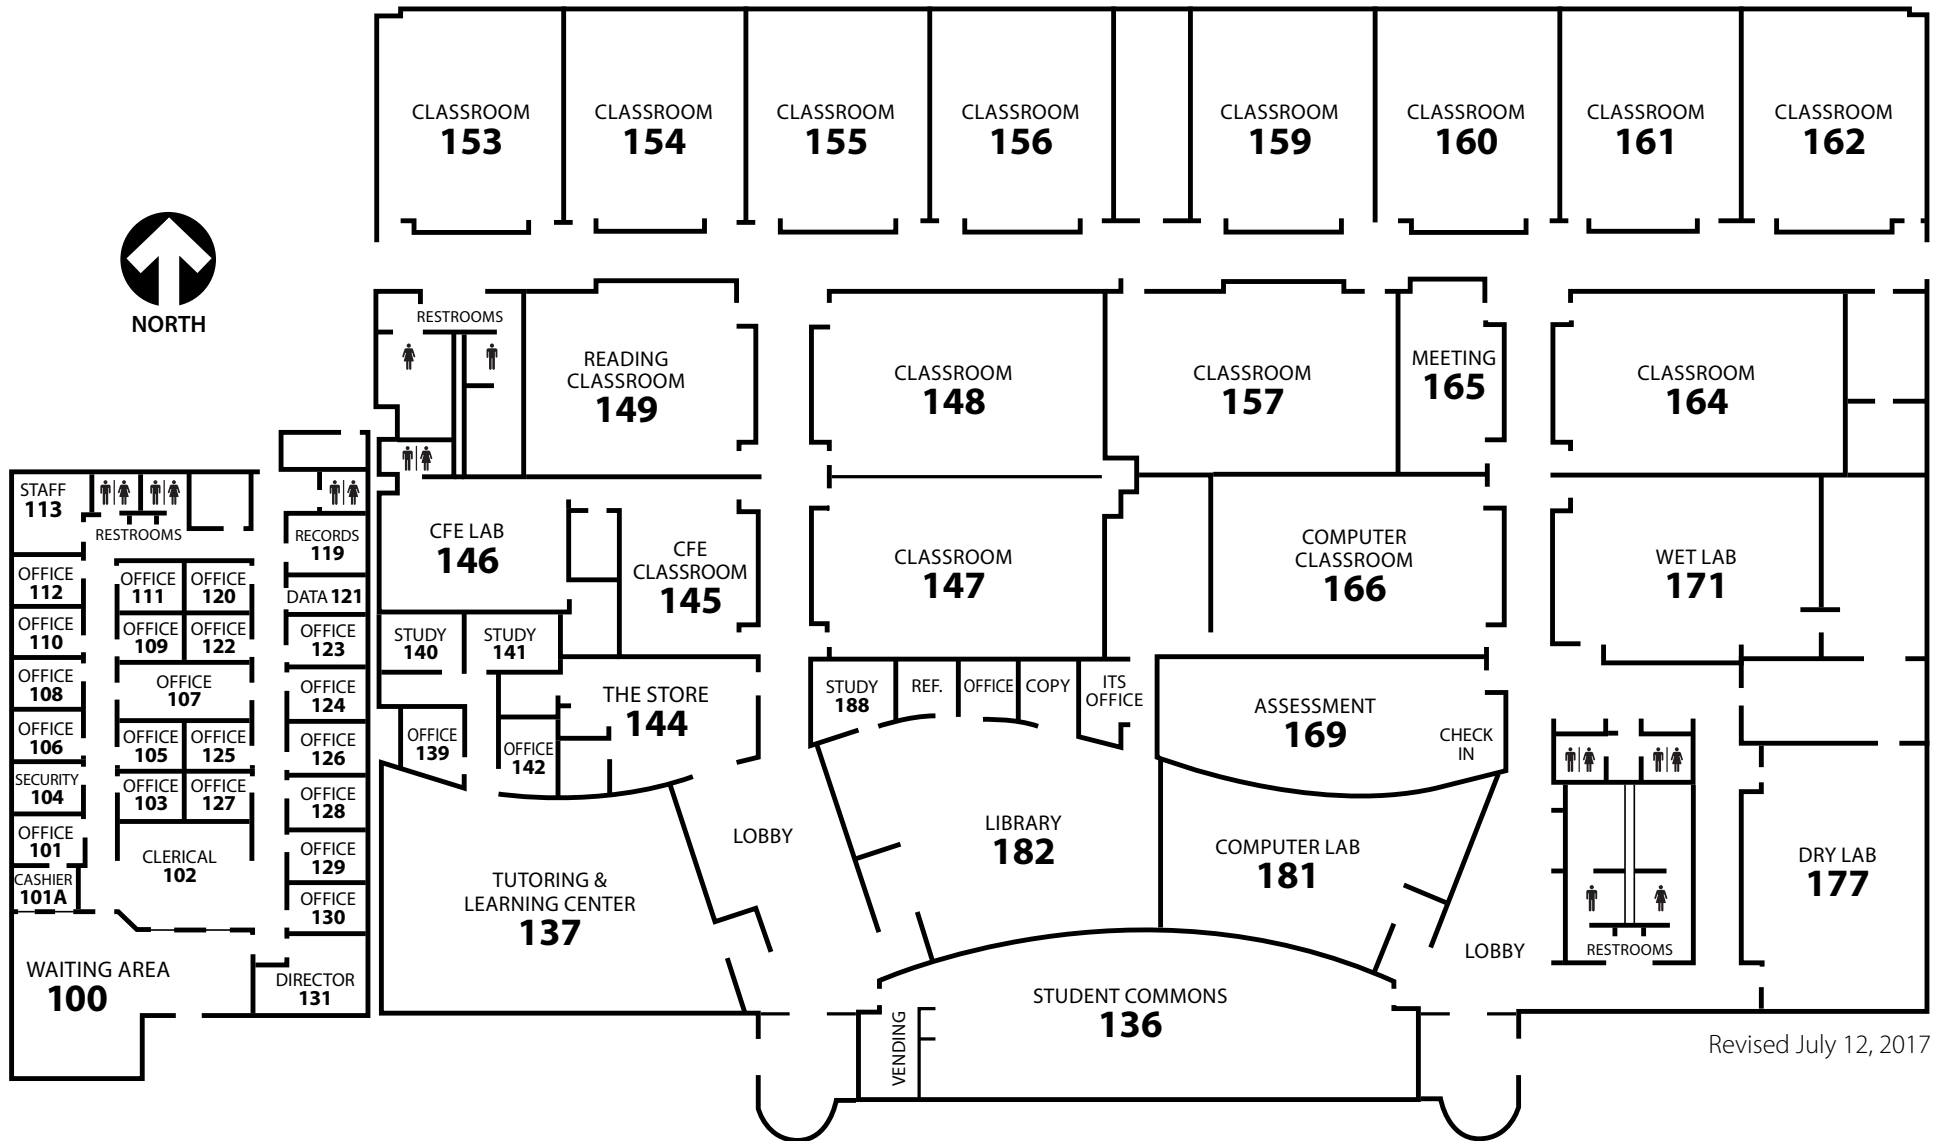 CLASSROOM
153
CLASSROOM
154
CLASSROOM
155
CLASSROOM
156
CLASSROOM
159
CLASSROOM
160
CLASSROOM
161
CLASSROOM
162
NORTH
RESTROOMS
READING
CLASSROOM
149
CLASSROOM
148
CLASSROOM
157
MEETING
165
CLASSROOM
164
STAFF
113
RESTROOMS
RECORDS
119
CFE LAB
146
CFE
CLASSROOM
145
CLASSROOM
147
COMPUTER
CLASSROOM
166
WET LAB
171
OFFICE
112
OFFICE
111
OFFICE
120
DATA 121
OFFICE
110
OFFICE
109
OFFICE
122
OFFICE
123
STUDY
140
STUDY
141
OFFICE
108
OFFICE
107
OFFICE
124
THE STORE
144
STUDY
188
REF.
OFFICE
COPY
ITS
OFFICE
ASSESSMENT
169
CHECK
IN
OFFICE
106
OFFICE
105
OFFICE
125
OFFICE
126
OFFICE
139
OFFICE
142
SECURITY
104
OFFICE
103
OFFICE
127
OFFICE
128
OFFICE
101
CLERICAL
102
OFFICE
129
CASHIER
101A
OFFICE
130
LOBBY
LIBRARY
182
COMPUTER LAB
181
DRY LAB
177
TUTORING &
LEARNING CENTER
137
LOBBY
RESTROOMS
WAITING AREA
100
DIRECTOR
131
STUDENT COMMONS
136
VENDING
Revised July 12, 2017